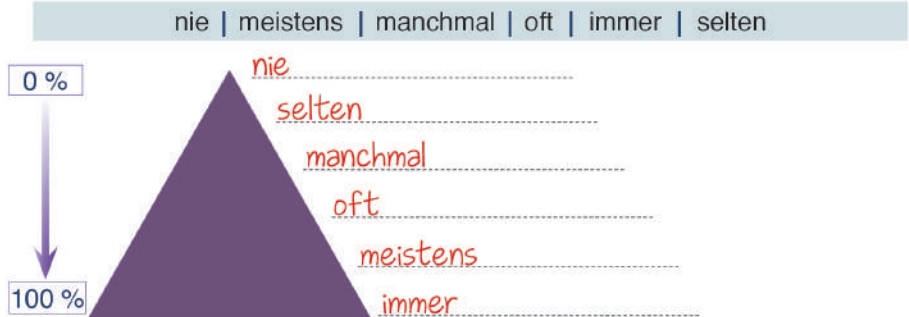 nie | meistens | manchmal | oft | immer | selten
0 %
nie
selten
manchmal
oft
meistens
100 %
immer